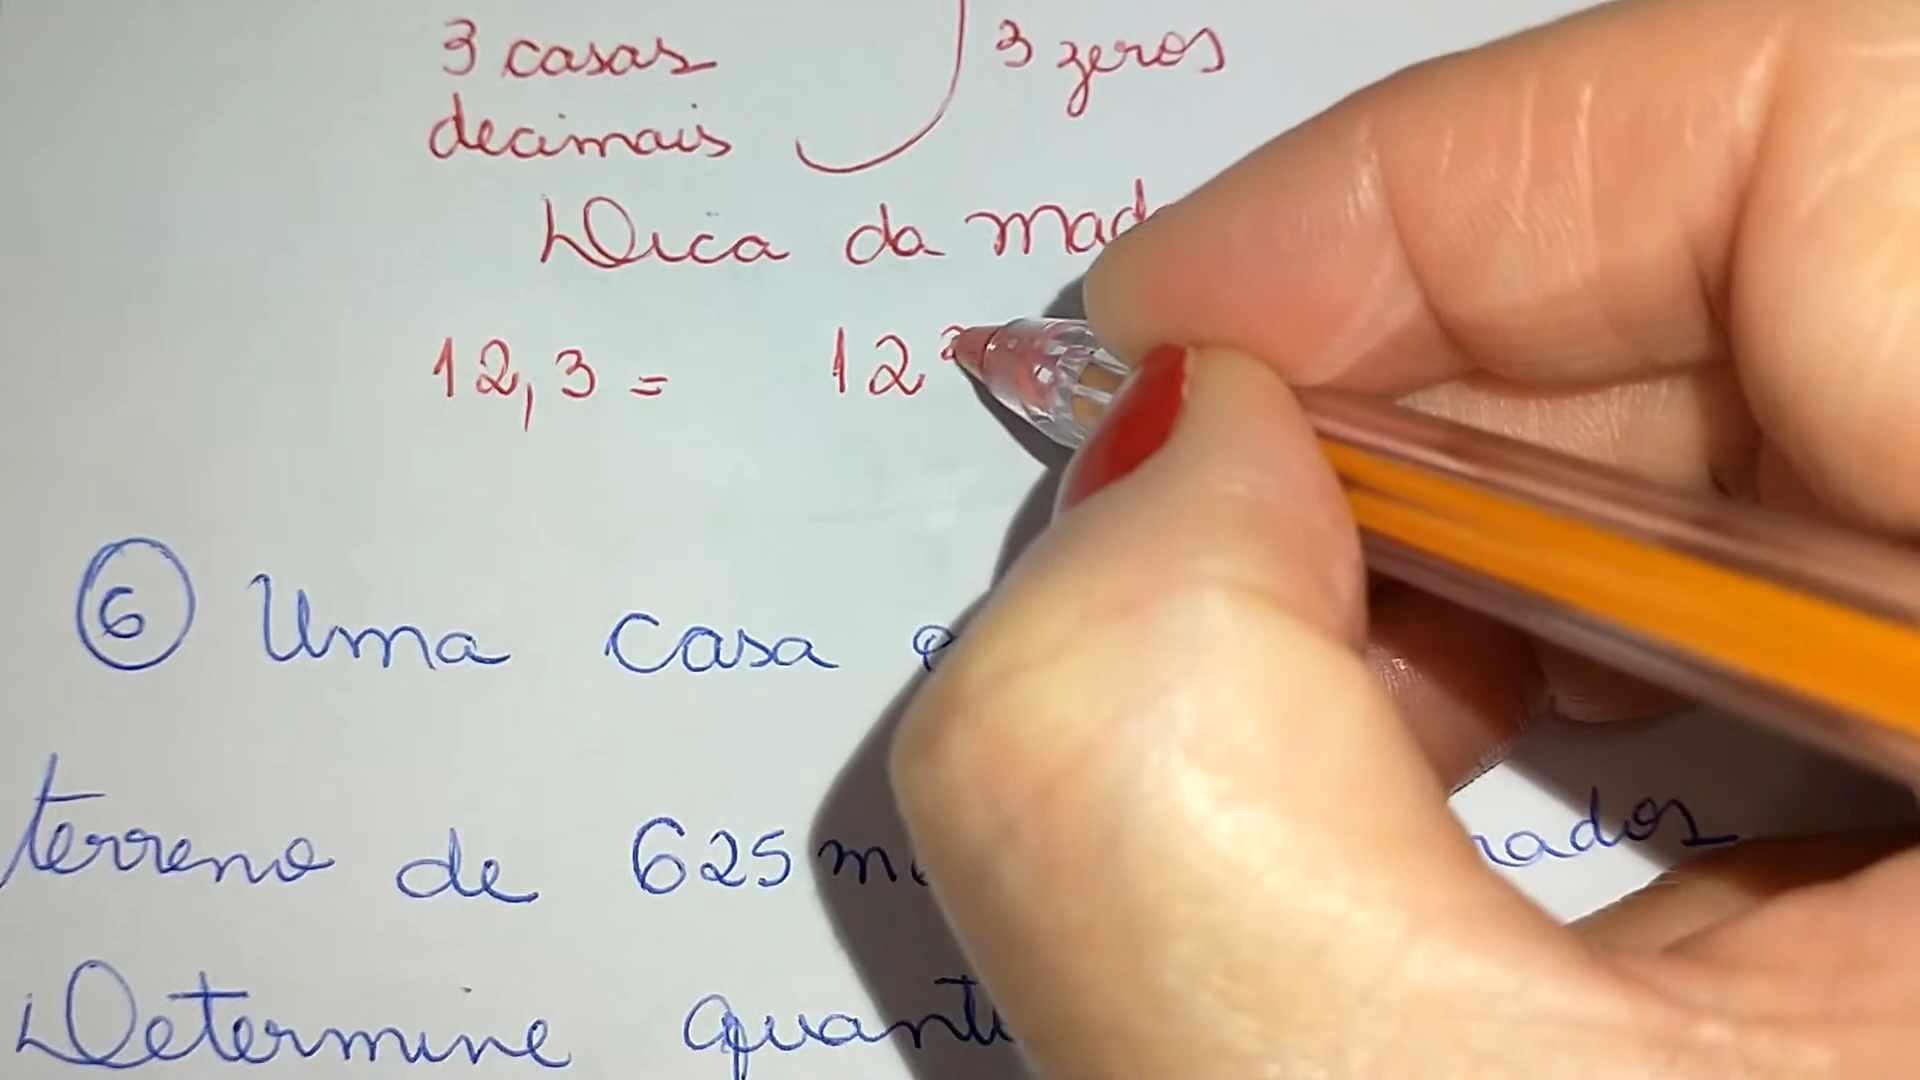 3 casas 3 zeros
decimais
Dica da
12,3 = 12
6 Uma casa
terreno de 625
Determine